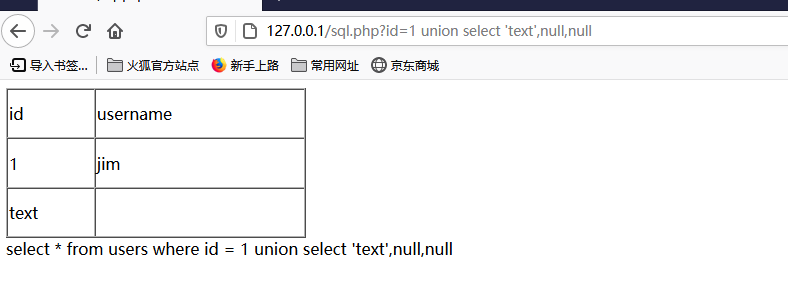 127.0.0.1/sql.php?id=1 union select 'text',null,null
导入书签... 火狐官方站点 新手上路 常用网址 京东商城
id username
1 jim
text
select * from users where id = 1 union select 'text',null,null